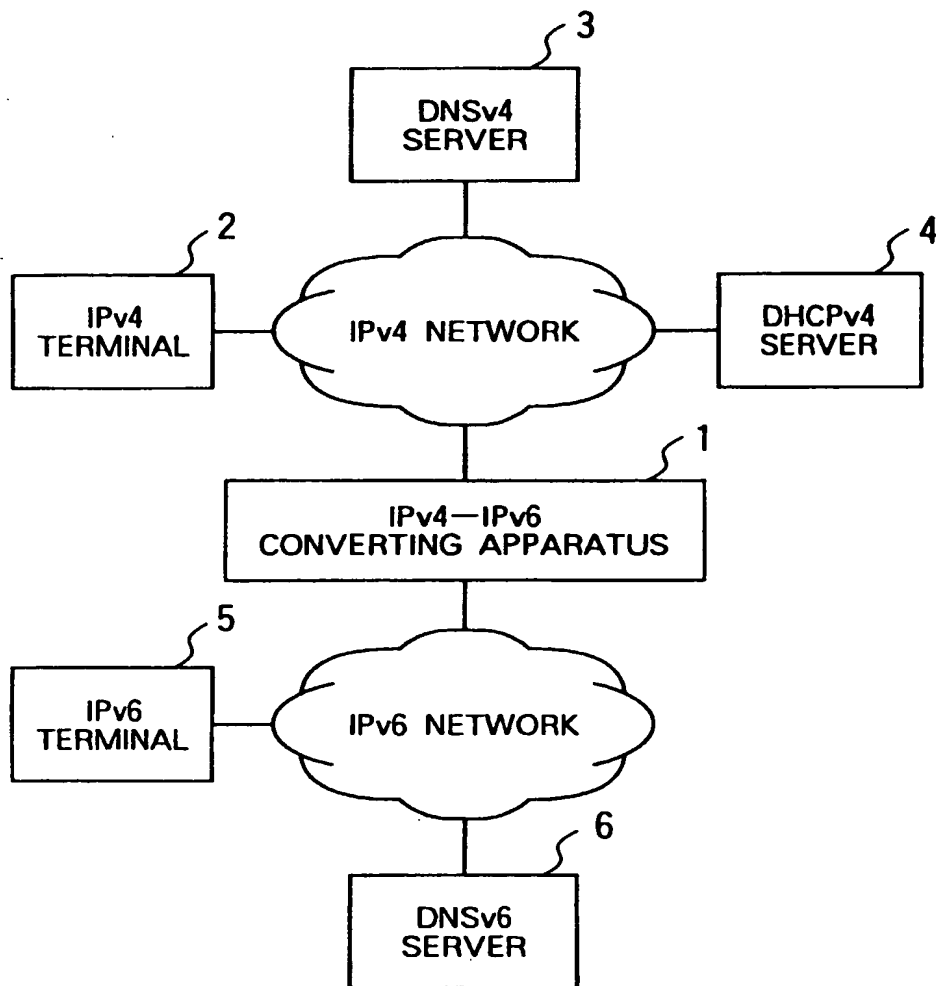 3
DNSv4
SERVER
2
4
IPv4
TERMINAL
IPv4 NETWORK
DHCPv4
SERVER
1
IPv4—IPv6
CONVERTING APPARATUS
5
IPv6
TERMINAL
IPv6 NETWORK
6
DNSv6
SERVER